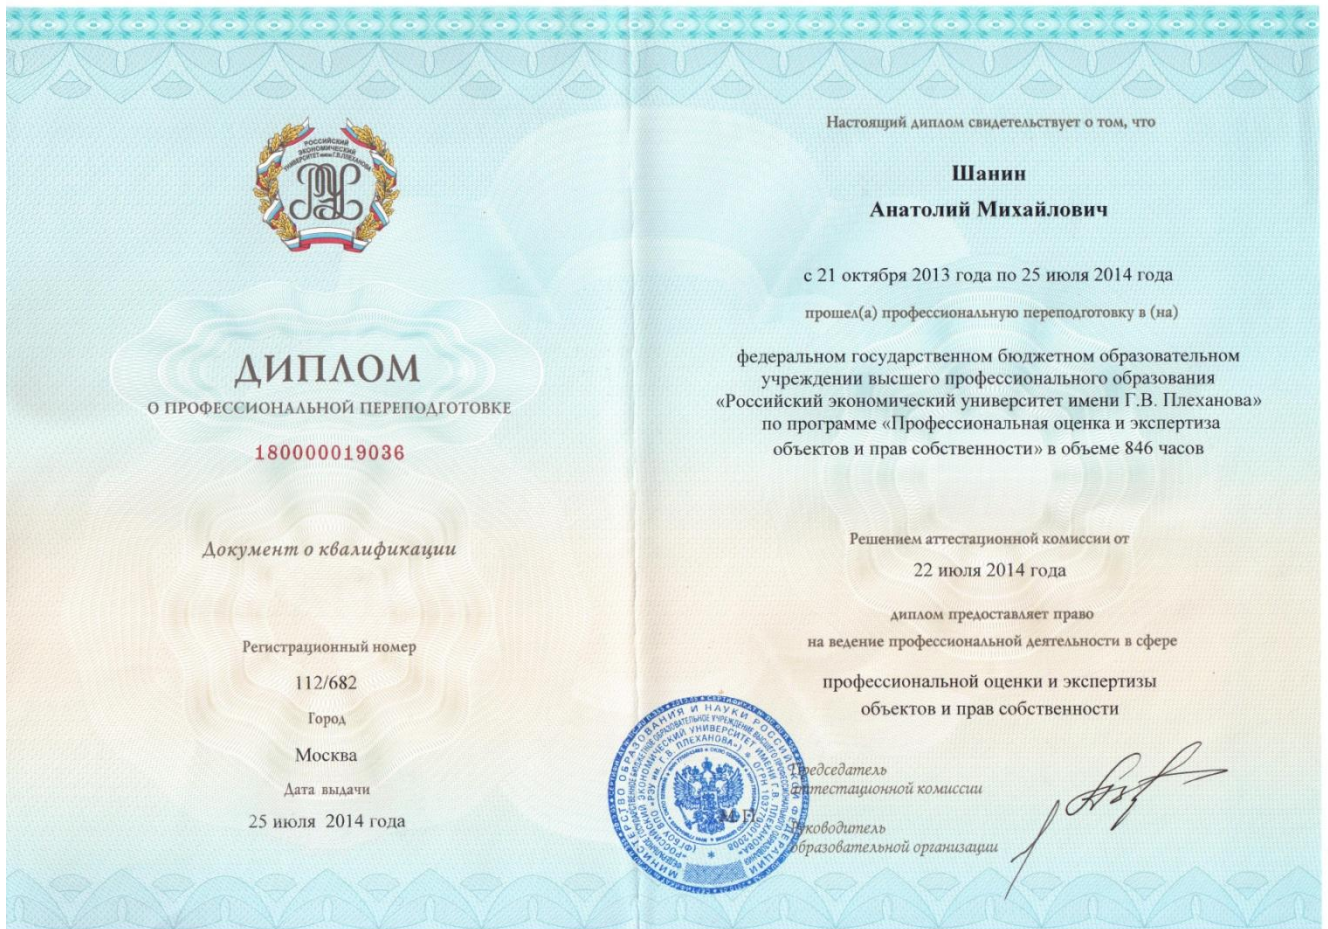 РОССИЙСКИЙ
ЭКОНОМИЧЕСКИЙ
УНИВЕРСИТЕТ имени Г.В. ПЛЕХАНОВА
ДИПЛОМ
О ПРОФЕССИОНАЛЬНОЙ ПЕРЕПОДГОТОВКЕ
180000019036
Документ о квалификации
Регистрационный номер
112/682
Город
Москва
Дата выдачи
25 июля 2014 года
Настоящий диплом свидетельствует о том, что
Шанин
Анатолий Михайлович
с 21 октября 2013 года по 25 июля 2014 года
прошел(а) профессиональную переподготовку в (на)
федеральном государственном бюджетном образовательном
учреждении высшего профессионального образования
«Российский экономический университет имени Г.В. Плеханова»
по программе «Профессиональная оценка и экспертиза
объектов и прав собственности» в объеме 846 часов
Решением аттестационной комиссии от
22 июля 2014 года
диплом предоставляет право
на ведение профессиональной деятельности в сфере
профессиональной оценки и экспертизы
объектов и прав собственности
Председатель
аттестационной комиссии
М.П.
Руководитель
образовательной организации
МИНИСТЕРСТВО ОБРАЗОВАНИЯ И НАУКИ РОССИЙСКОЙ ФЕДЕРАЦИИ